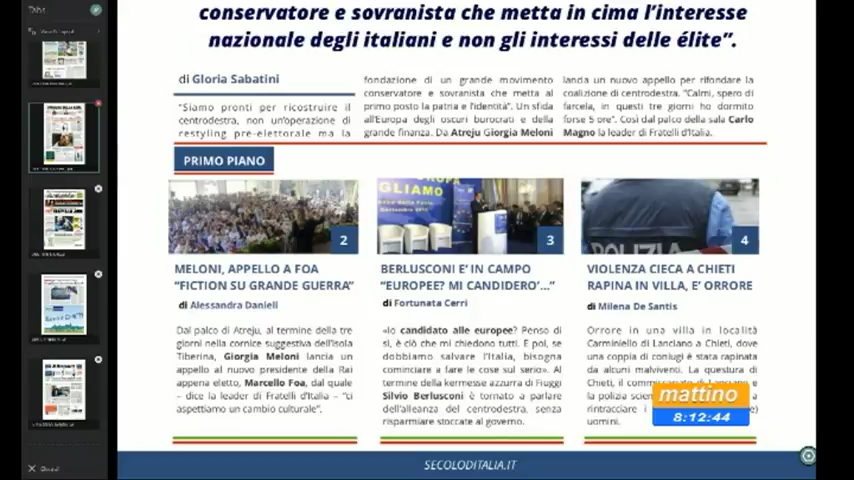 conservatore e sovranista che metta in cima l'interesse
nazionale degli italiani e non gli interessi delle élite”.
di Gloria Sabatini
“Siamo pronti per ricostruire il
centrodestra, non un'operazione di
restyling pre-elettorale ma la
fondazione di un grande movimento
conservatore e sovranista che metta al
primo posto la patria e l'identità”. Un sfida
all'Europa degli oscuri burocrati e della
grande finanza. Da Atreju Giorgia Meloni
lancia un nuovo appello per rifondare la
coalizione di centrodestra. “Calmi, spero di
farcela, in questi tre giorni ho dormito
forse 5 ore”. Così dal palco della sala Carlo
Magno la leader di Fratelli d'Italia.
PRIMO PIANO
2
MELONI, APPELLO A FOA
“FICTION SU GRANDE GUERRA”
di Alessandra Danieli
Dal palco di Atreju, al termine della tre
giorni nella cornice suggestiva dell'Isola
Tiberina, Giorgia Meloni lancia un
appello al nuovo presidente della Rai
appena eletto, Marcello Foa, dal quale
– dice la leader di Fratelli d'Italia – “ci
aspettiamo un cambio culturale”.
GLIAMO
3
BERLUSCONI E' IN CAMPO
“EUROPEE? MI CANDIDERO'...”
di Fortunata Cerri
«Io candidato alle europee? Penso di
sì, è ciò che mi chiedono tutti. E poi, se
dobbiamo salvare l'Italia, bisogna
cominciare a fare le cose sul serio». Al
termine della kermesse azzurra di Fiuggi
Silvio Berlusconi è tornato a parlare
dell'alleanza del centrodestra, senza
risparmiare stoccate al governo.
POLIZIA
4
VIOLENZA CIECA A CHIETI
RAPINA IN VILLA, E' ORRORE
di Milena De Santis
Orrore in una villa in località
Carminiello di Lanciano a Chieti, dove
una coppia di coniugi è stata rapinata
da alcuni malviventi. La questura di
Chieti, il
la polizia
rintracciare i
uomini.
mattino
8:12:44
SECOLODITALIA.IT